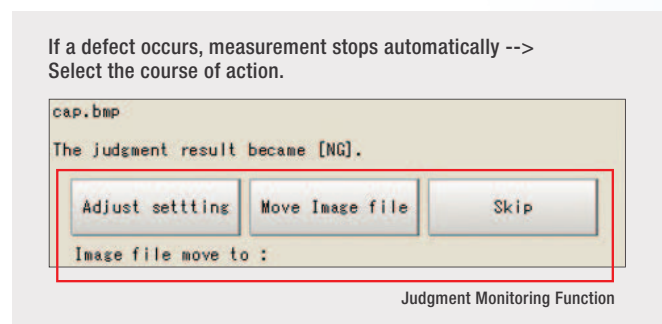 If a defect occurs, measurement stops automatically -->
Select the course of action.
cap.bmp
The judgment result became [NG].
Adjust settting Move Image file Skip
Image file move to :
Judgment Monitoring Function